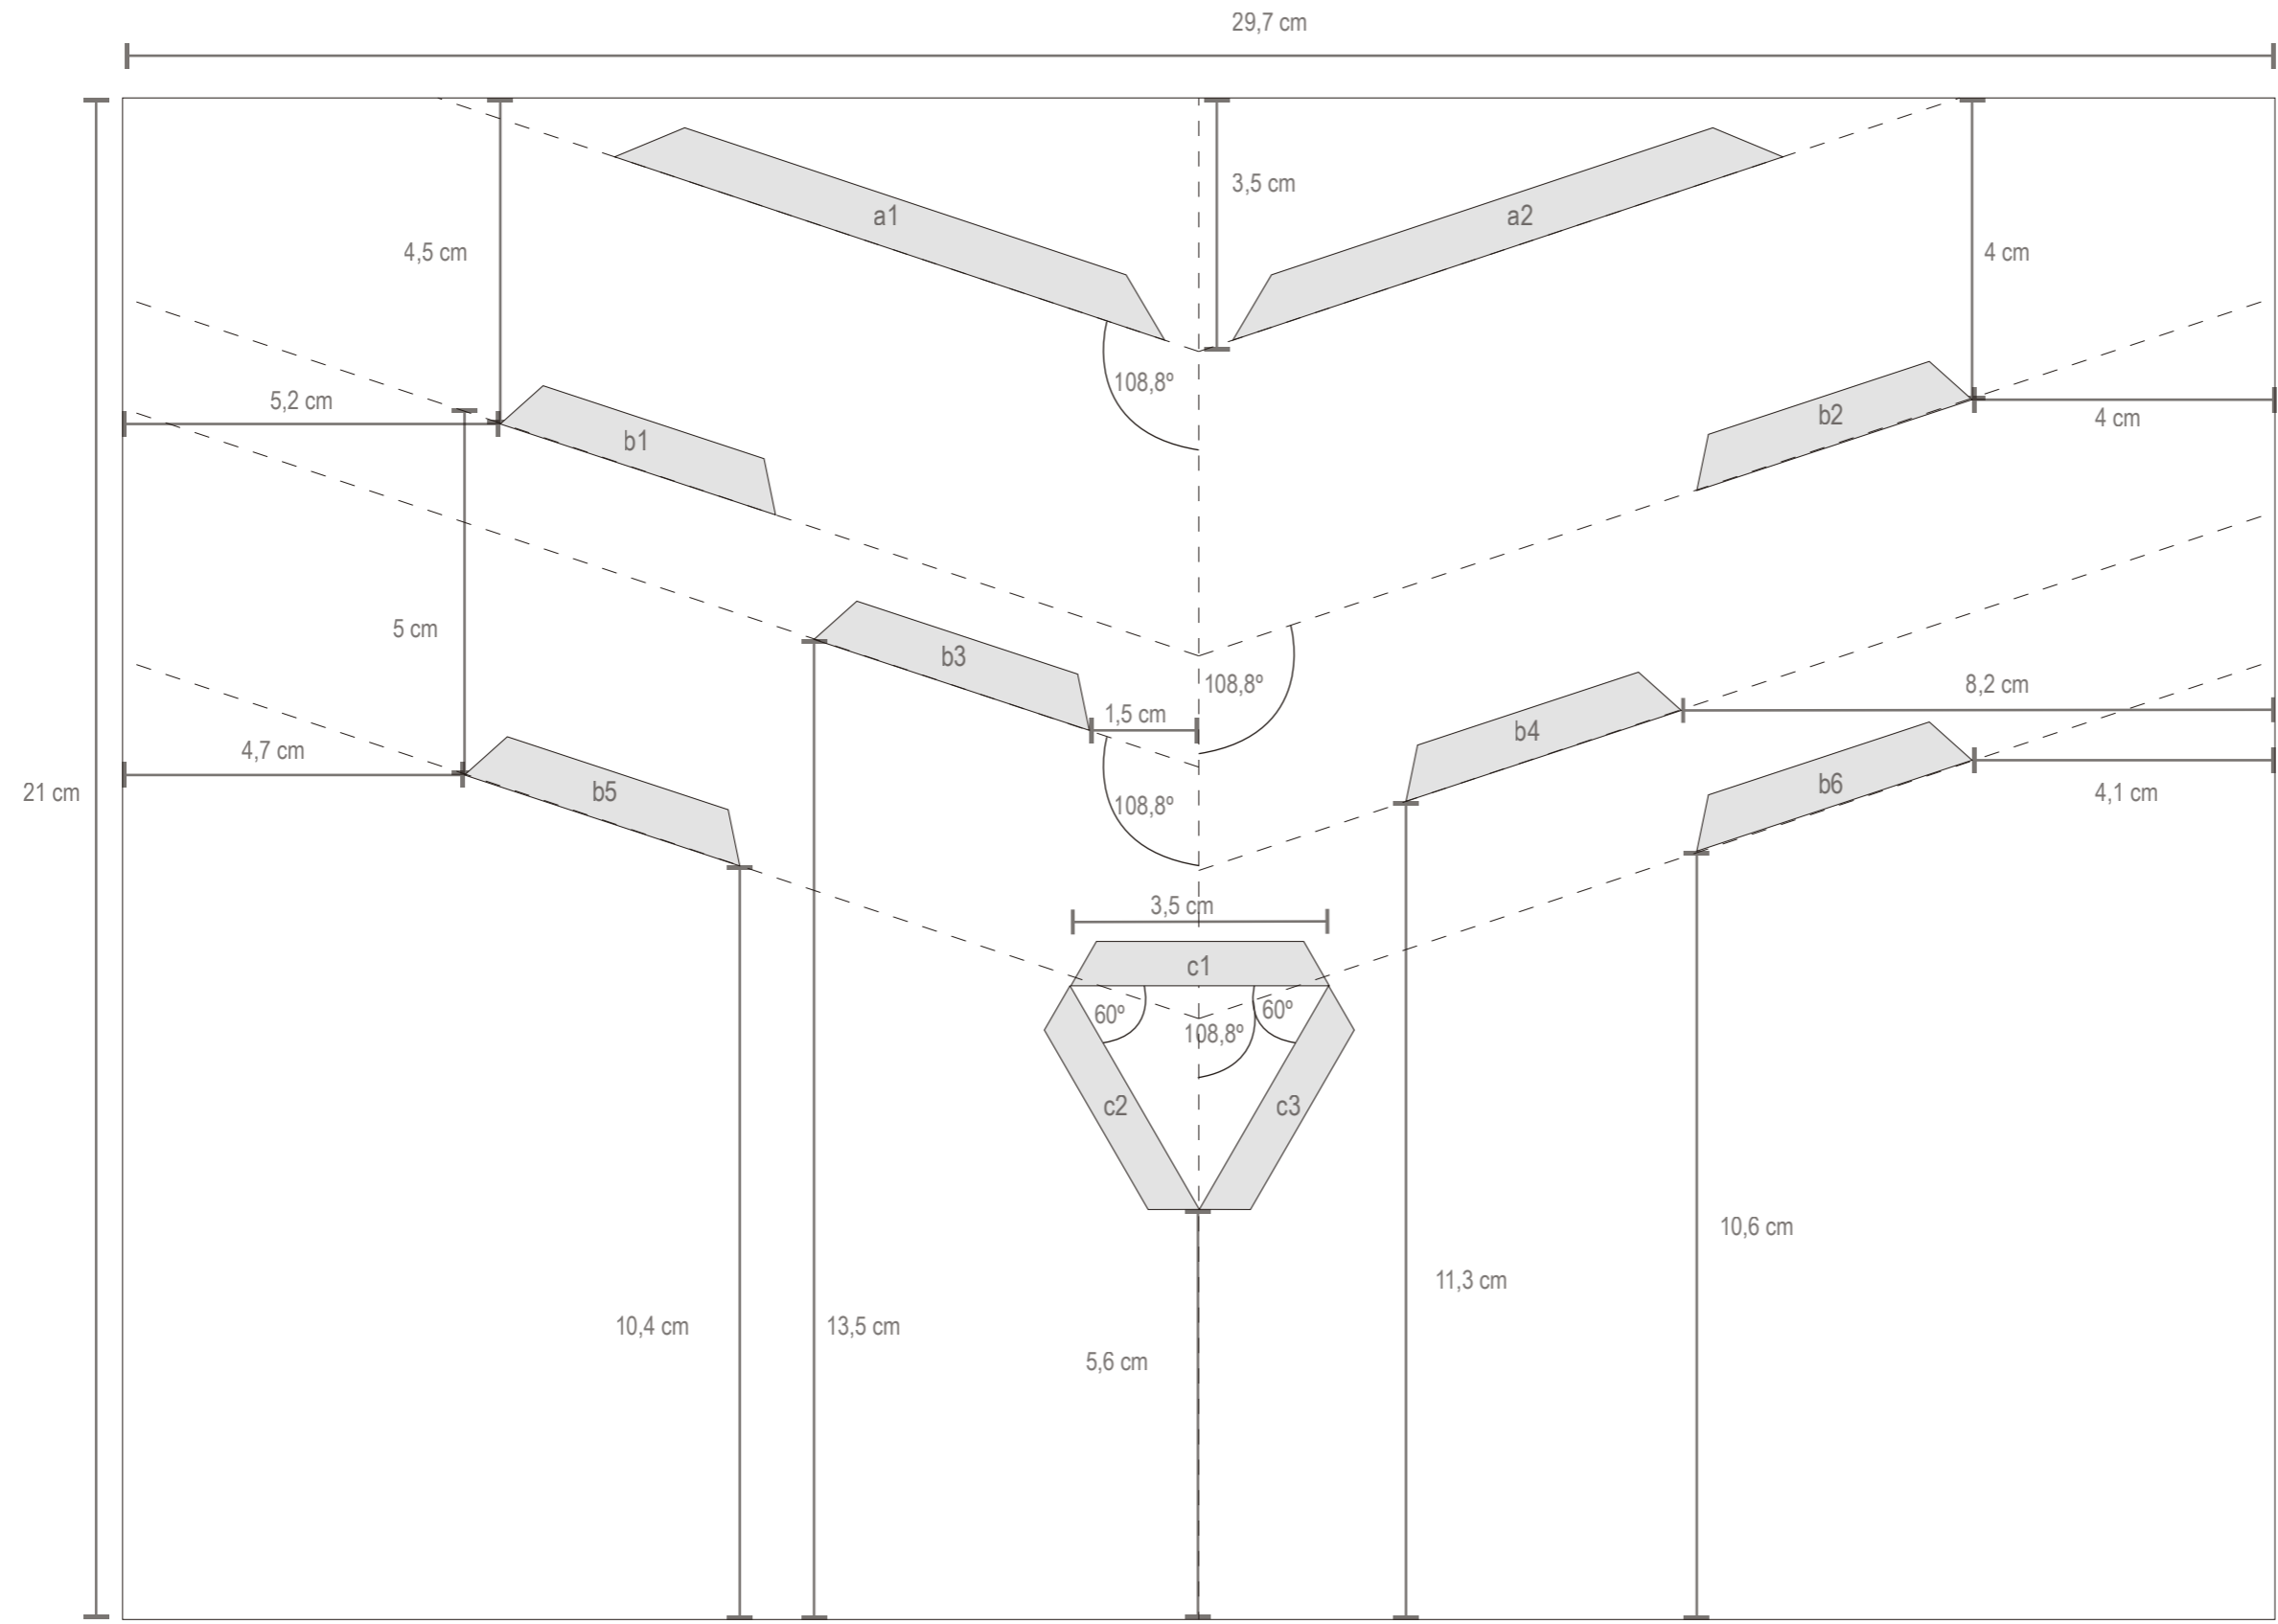 29,7 cm
3,5 cm
a1
a2
4,5 cm
4 cm
108,8º
5,2 cm
b1
b2
4 cm
5 cm
b3
108,8º
8,2 cm
1,5 cm
b4
4,7 cm
b5
108,8º
b6
4,1 cm
21 cm
3,5 cm
c1
60º
108,8º
60º
c2
c3
10,6 cm
11,3 cm
10,4 cm
13,5 cm
5,6 cm